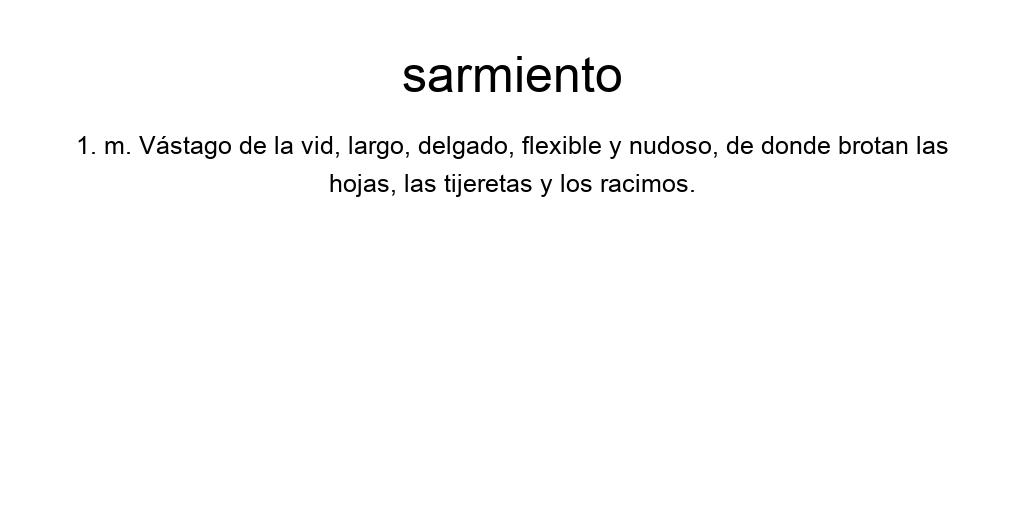 sarmiento
1. m. Vástago de la vid, largo, delgado, flexible y nudoso, de donde brotan las
hojas, las tijeretas y los racimos.